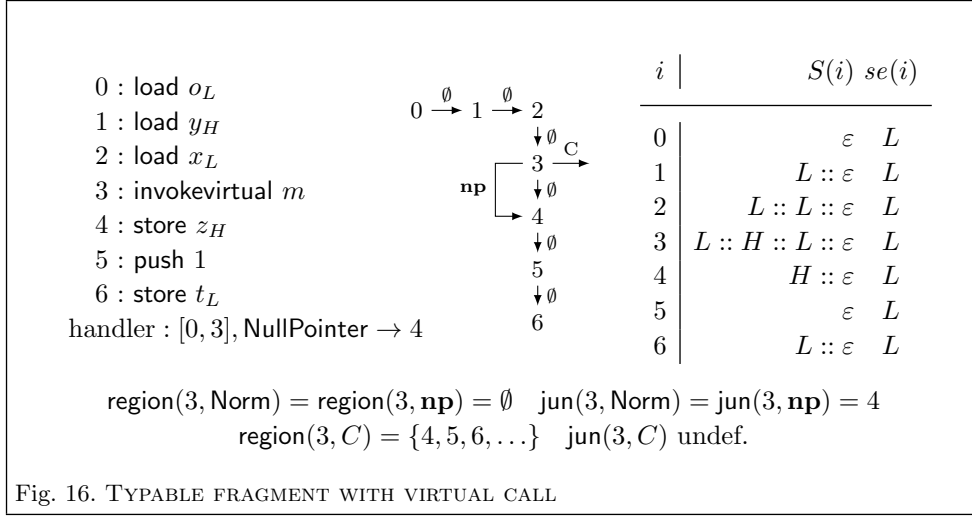 0 : load o_L
1 : load y_H
2 : load x_L
3 : invokevirtual m
4 : store z_H
5 : push 1
6 : store t_L
handler : [0, 3], NullPointer → 4
0 ∅ 1 ∅ 2
∅
3 C
np ∅
4
∅
5
∅
6
i S(i) se(i)
0 ε L
1 L :: ε L
2 L :: L :: ε L
3 L :: H :: L :: ε L
4 H :: ε L
5 ε L
6 L :: ε L
region(3, Norm) = region(3, np) = ∅ jun(3, Norm) = jun(3, np) = 4
region(3, C) = {4, 5, 6, . . .} jun(3, C) undef.
Fig. 16. TYPABLE FRAGMENT WITH VIRTUAL CALL